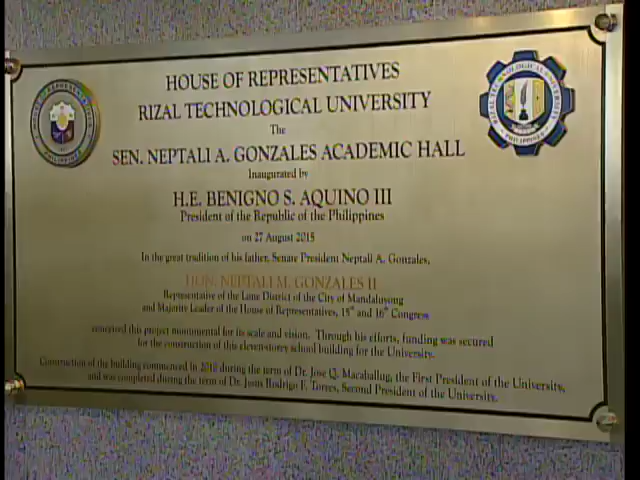 HOUSE OF REPRESENTATIVES
RIZAL TECHNOLOGICAL UNIVERSITY
The
SEN. NEPTALI A. GONZALES ACADEMIC HALL
Inaugurated by
H.E. BENIGNO S. AQUINO III
President of the Republic of the Philippines
on 27 August 2015
In the great tradition of his father, Senate President Neptali A. Gonzales,
HON. NEPTALI M. GONZALES II
Representative of the Lone District of the City of Mandaluyong
and Majority Leader of the House of Representatives, 15th and 16th Congress
conceived this project monumental for its scale and vision. Through his efforts, funding was secured
for the construction of this eleven-storey school building for the University.
Construction of the building commenced in 2010 during the term of Dr. Jose Q. Macaballug, the First President of the University,
and was completed during the term of Dr. Jesus Rodrigo F. Torres, Second President of the University.